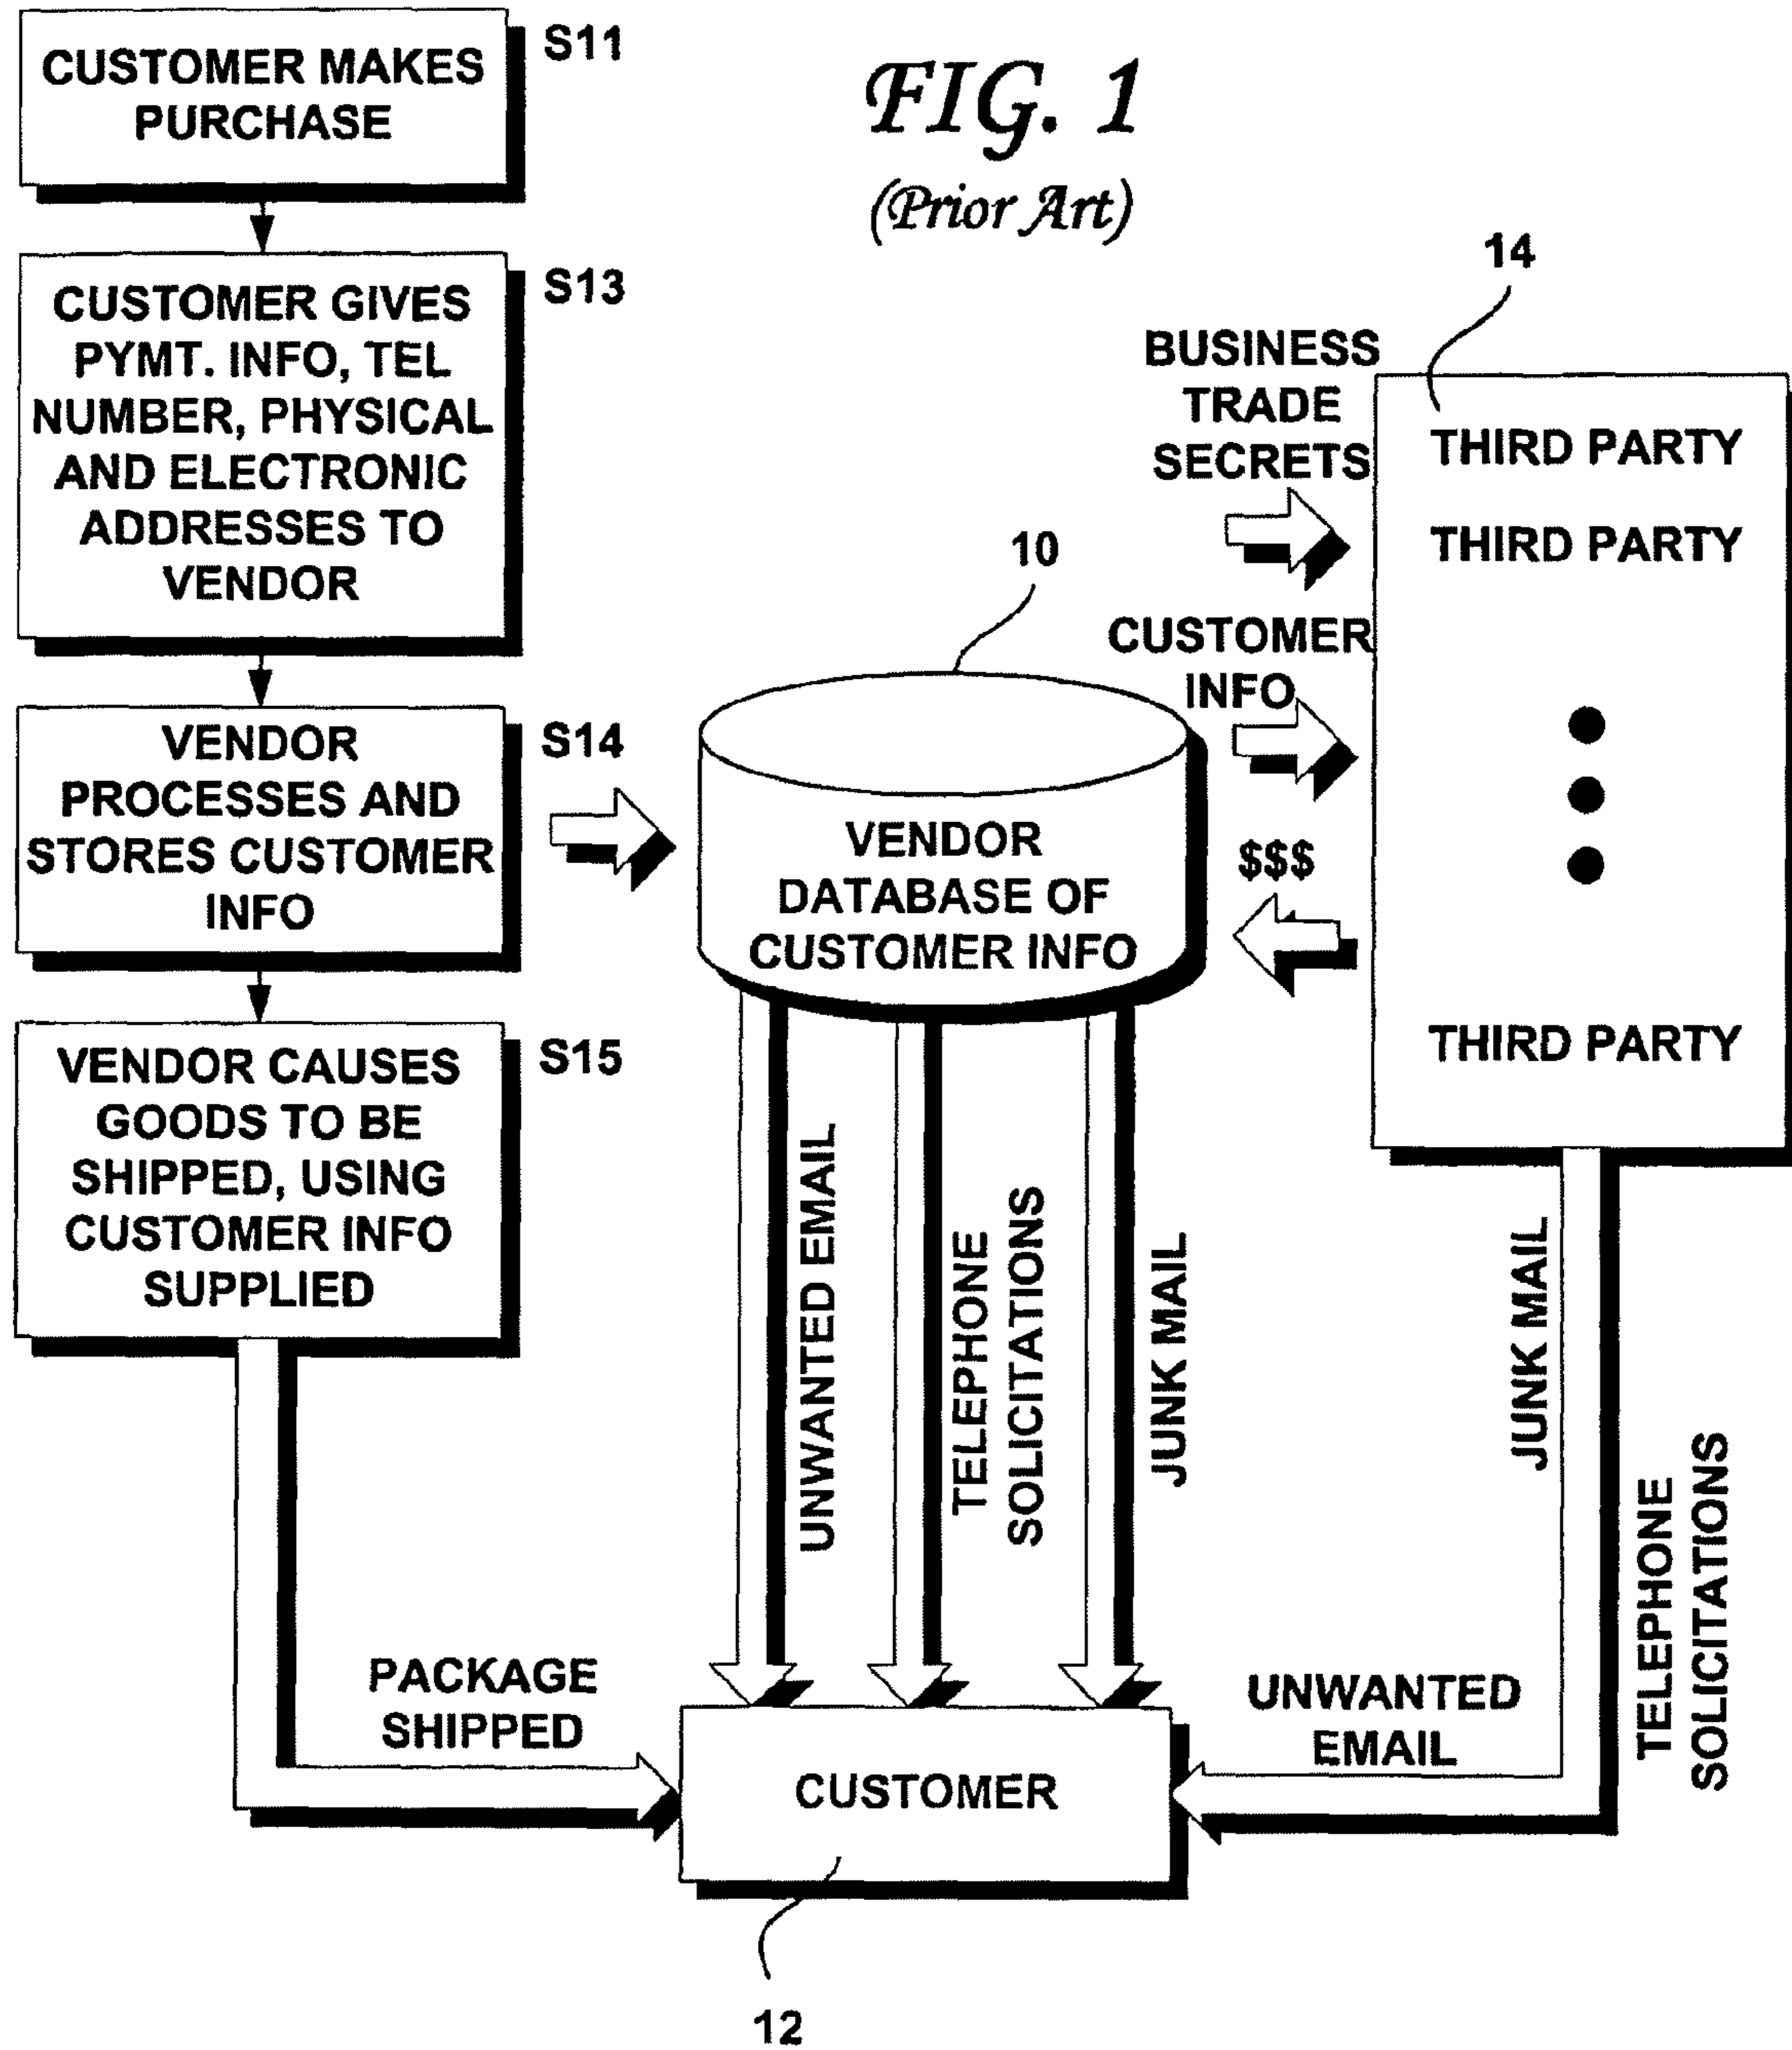 FIG. 1
(Prior Art)
CUSTOMER MAKES
PURCHASE
S11
CUSTOMER GIVES
PYMT. INFO, TEL
NUMBER, PHYSICAL
AND ELECTRONIC
ADDRESSES TO
VENDOR
S13
VENDOR
PROCESSES AND
STORES CUSTOMER
INFO
S14
VENDOR CAUSES
GOODS TO BE
SHIPPED, USING
CUSTOMER INFO
SUPPLIED
S15
PACKAGE
SHIPPED
10
VENDOR
DATABASE OF
CUSTOMER INFO
UNWANTED EMAIL
TELEPHONE
SOLICITATIONS
JUNK MAIL
BUSINESS
TRADE
SECRETS
CUSTOMER
INFO
$$$
14
THIRD PARTY
THIRD PARTY
THIRD PARTY
JUNK MAIL
TELEPHONE
SOLICITATIONS
UNWANTED
EMAIL
CUSTOMER
12